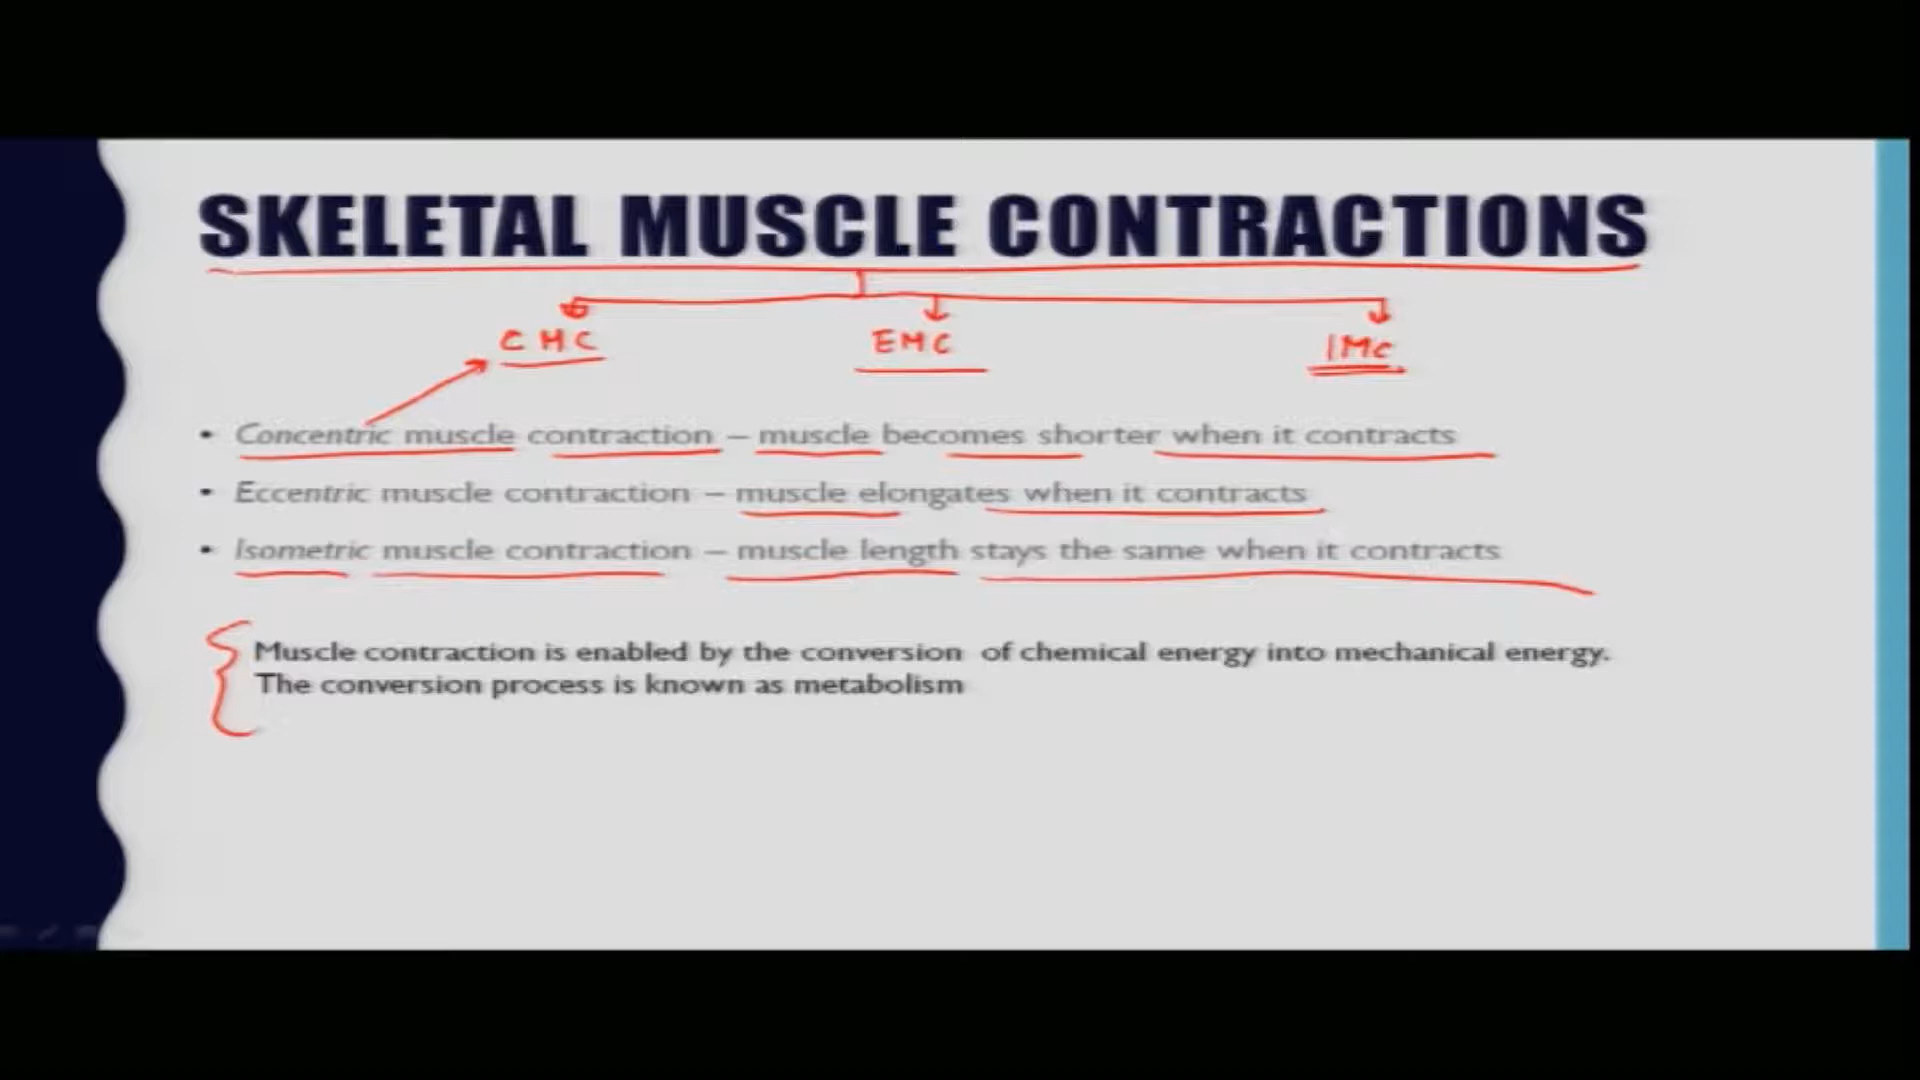 SKELETAL MUSCLE CONTRACTIONS
CMC EMC IMC
• Concentric muscle contraction – muscle becomes shorter when it contracts
• Eccentric muscle contraction – muscle elongates when it contracts
• Isometric muscle contraction – muscle length stays the same when it contracts
Muscle contraction is enabled by the conversion of chemical energy into mechanical energy.
The conversion process is known as metabolism